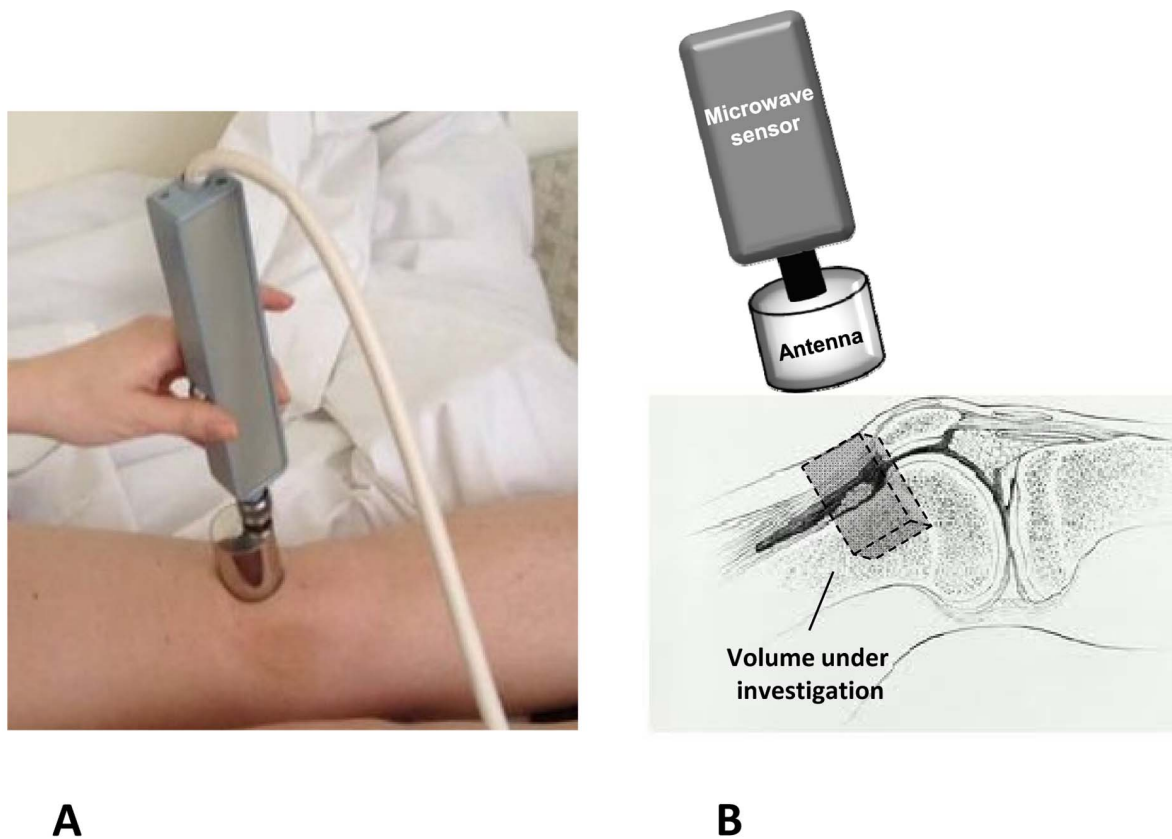 Microwave
sensor
Antenna
Volume under
investigation
A
B